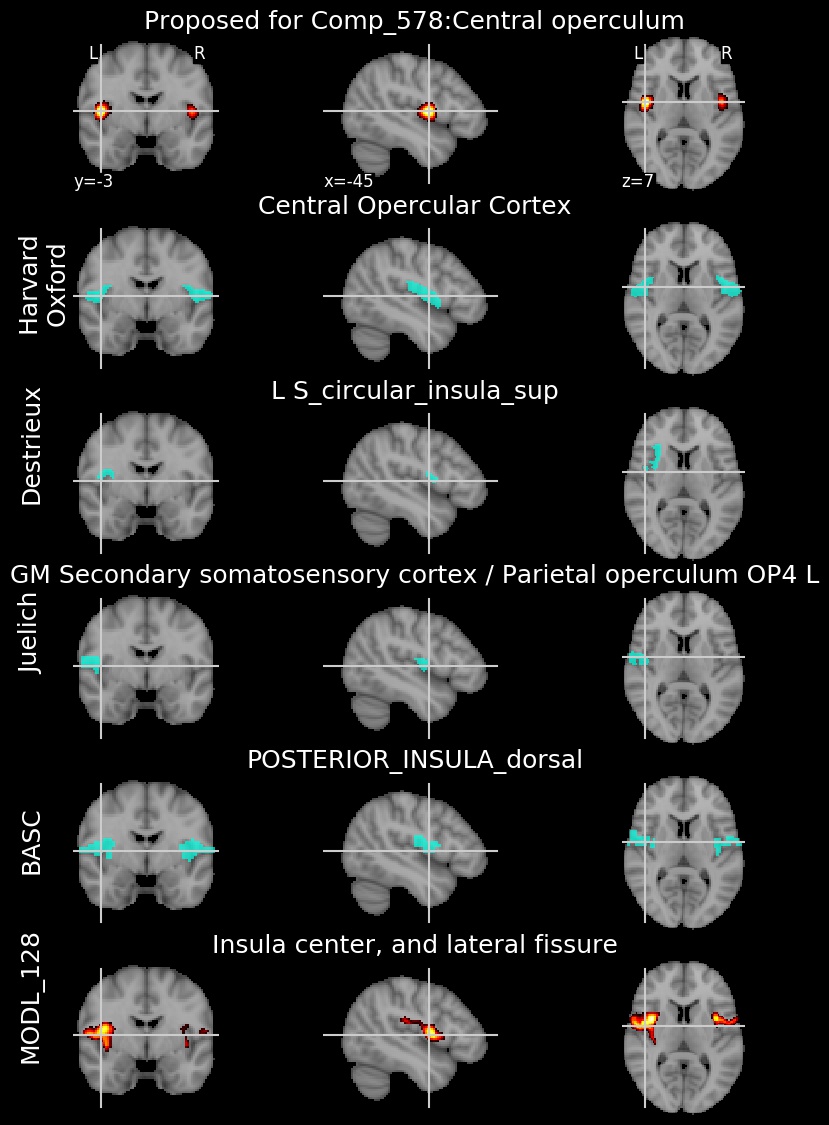 Proposed for Comp_578:Central operculum
L R L R
y=-3 x=-45 z=7
Central Opercular Cortex
Harvard
Oxford
L S_circular_insula_sup
Destrieux
GM Secondary somatosensory cortex / Parietal operculum OP4 L
Juelich
POSTERIOR_INSULA_dorsal
BASC
Insula center, and lateral fissure
MODL_128